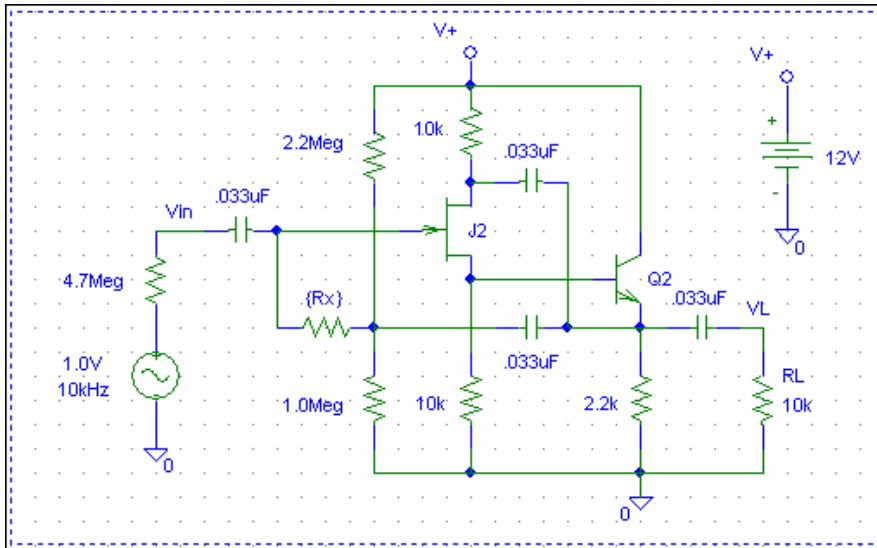 V+
V+
2.2Meg
10k
.033uF
+
12V
-
0
.033uF
Vin
J2
4.7Meg
{Rx}
Q2
.033uF
VL
.033uF
1.0V
10kHz
1.0Meg
10k
2.2k
RL
10k
0
0